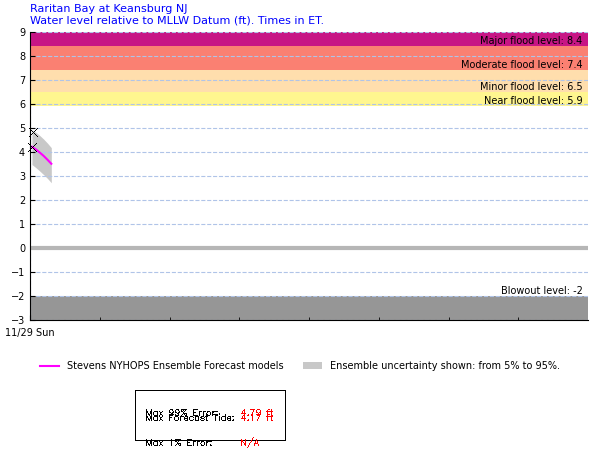 Raritan Bay at Keansburg NJ
Water level relative to MLLW Datum (ft). Times in ET.
9
Major flood level: 8.4
8
Moderate flood level: 7.4
7
Minor flood level: 6.5
6
Near flood level: 5.9
5
4
3
2
1
0
−1
Blowout level: -2
−2
−3
11/29 Sun
Stevens NYHOPS Ensemble Forecast models
Ensemble uncertainty shown: from 5% to 95%.
Max 99% Error: 4.79 ft
Max Forecast Tide: 4.17 ft
Max 1% Error: N/A